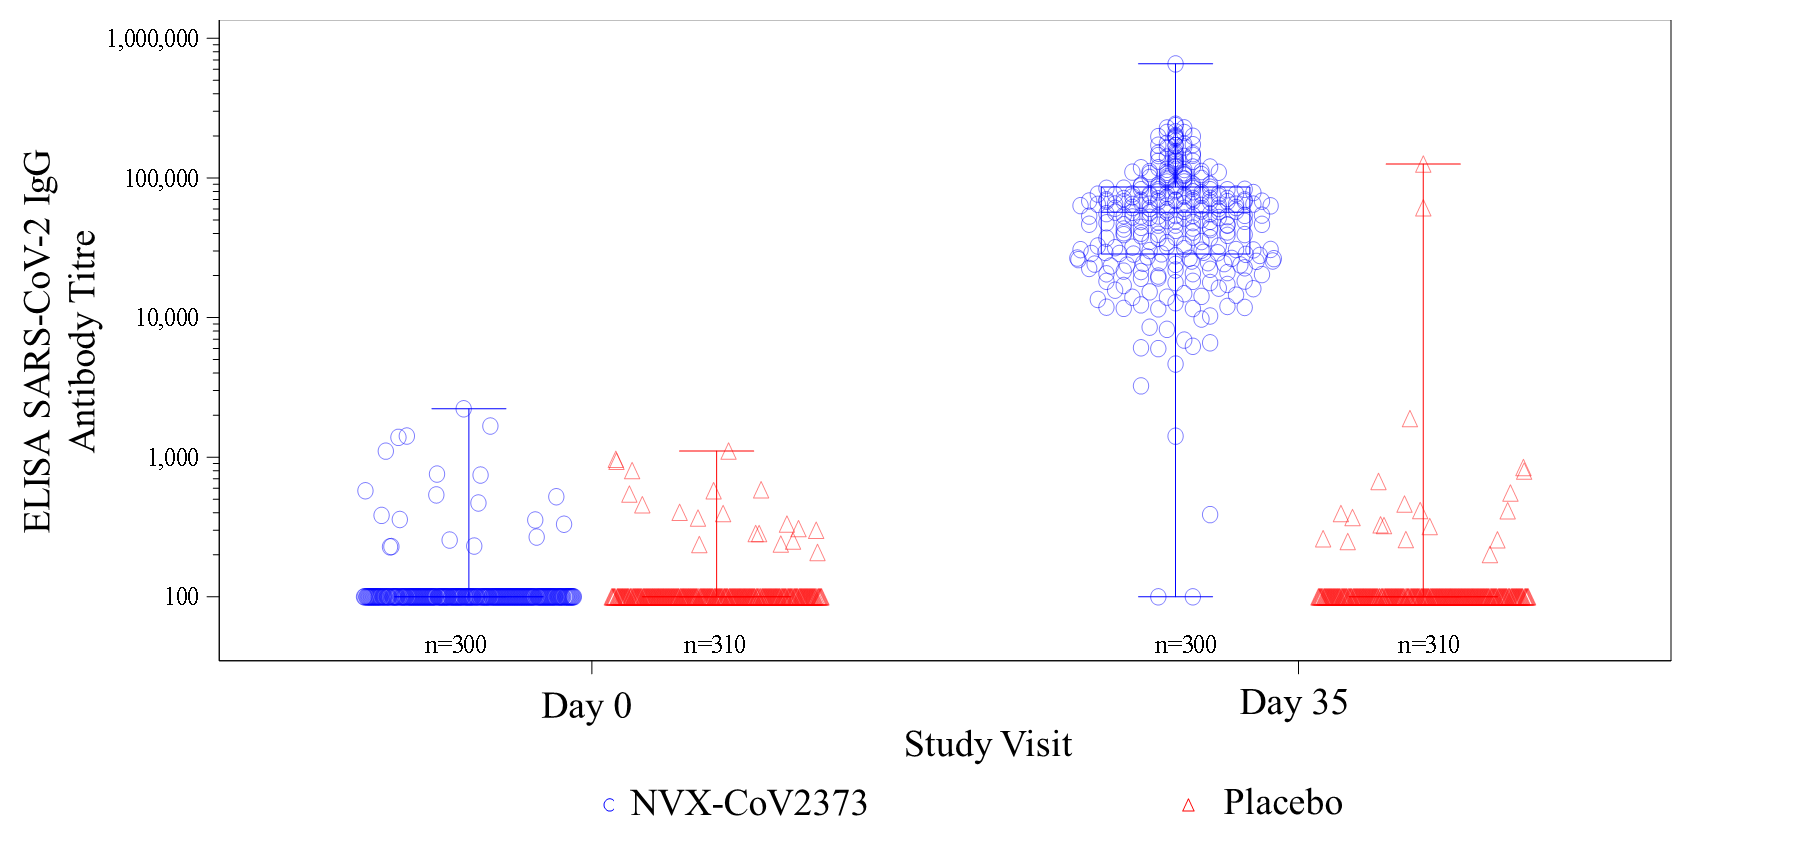 ELISA SARS-CoV-2 IgG
Antibody Titre
1,000,000
100,000
10,000
1,000
100
n=300
n=310
n=300
n=310
Day 0
Day 35
Study Visit
NVX-CoV2373
Placebo